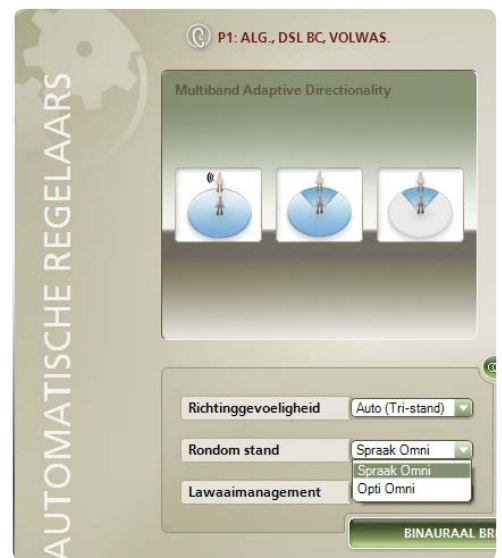 P1: ALG., DSL BC, VOLWAS.
AUTOMATISCHE REGELAARS
Multiband Adaptive Directionality
Richtinggevoeligheid Auto (Tri-stand)
Rondom stand Spraak Omni
Spraak Omni
Opti Omni
Lawaaimanagement
BINAURAAL